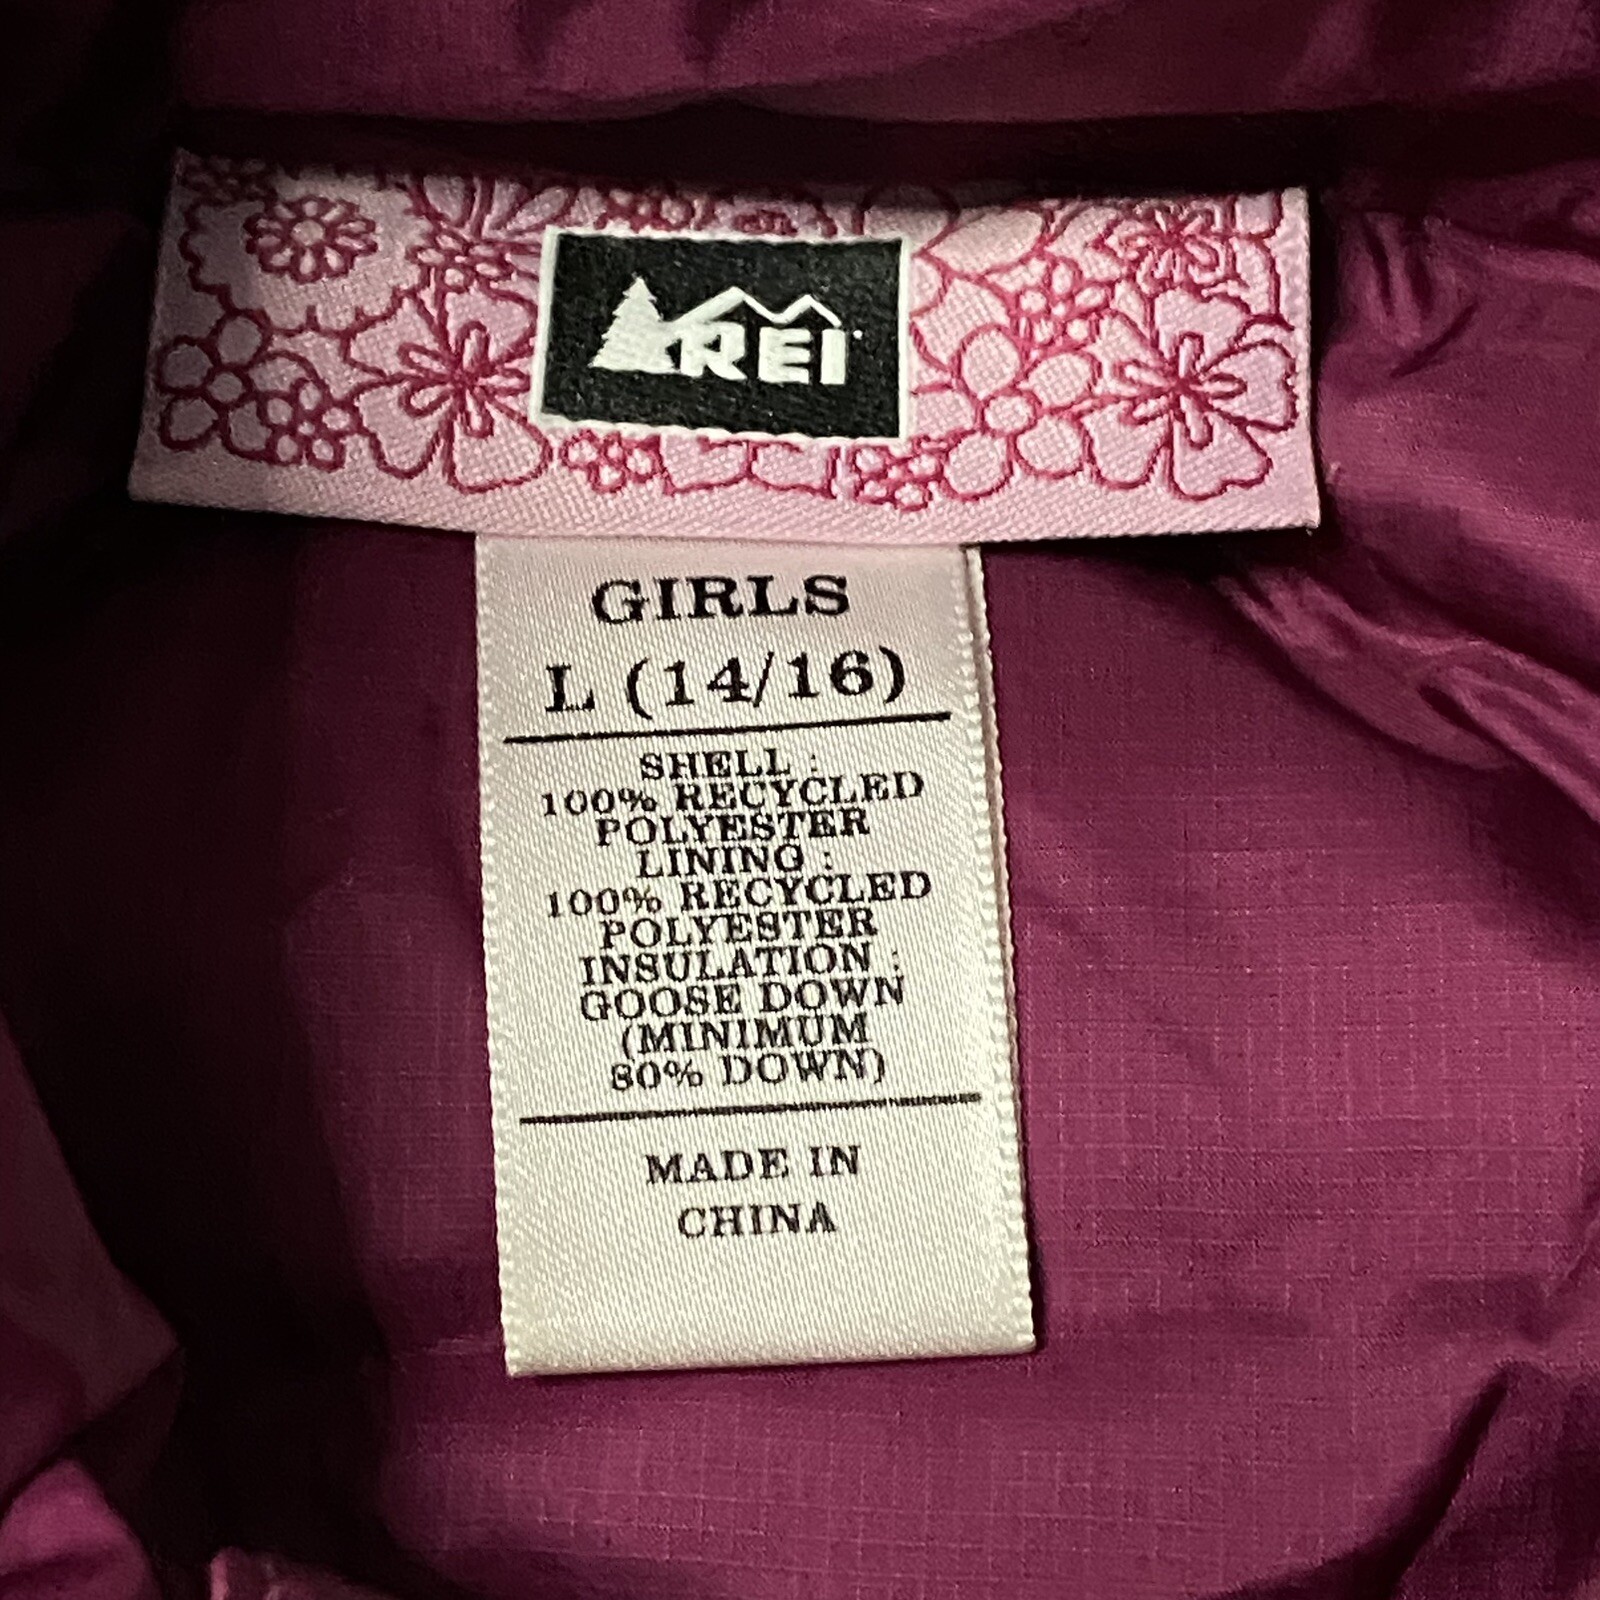 REI
GIRLS
L (14/16)
SHELL :
100% RECYCLED
POLYESTER
LINING :
100% RECYCLED
POLYESTER
INSULATION :
GOOSE DOWN
(MINIMUM
80% DOWN)
MADE IN
CHINA